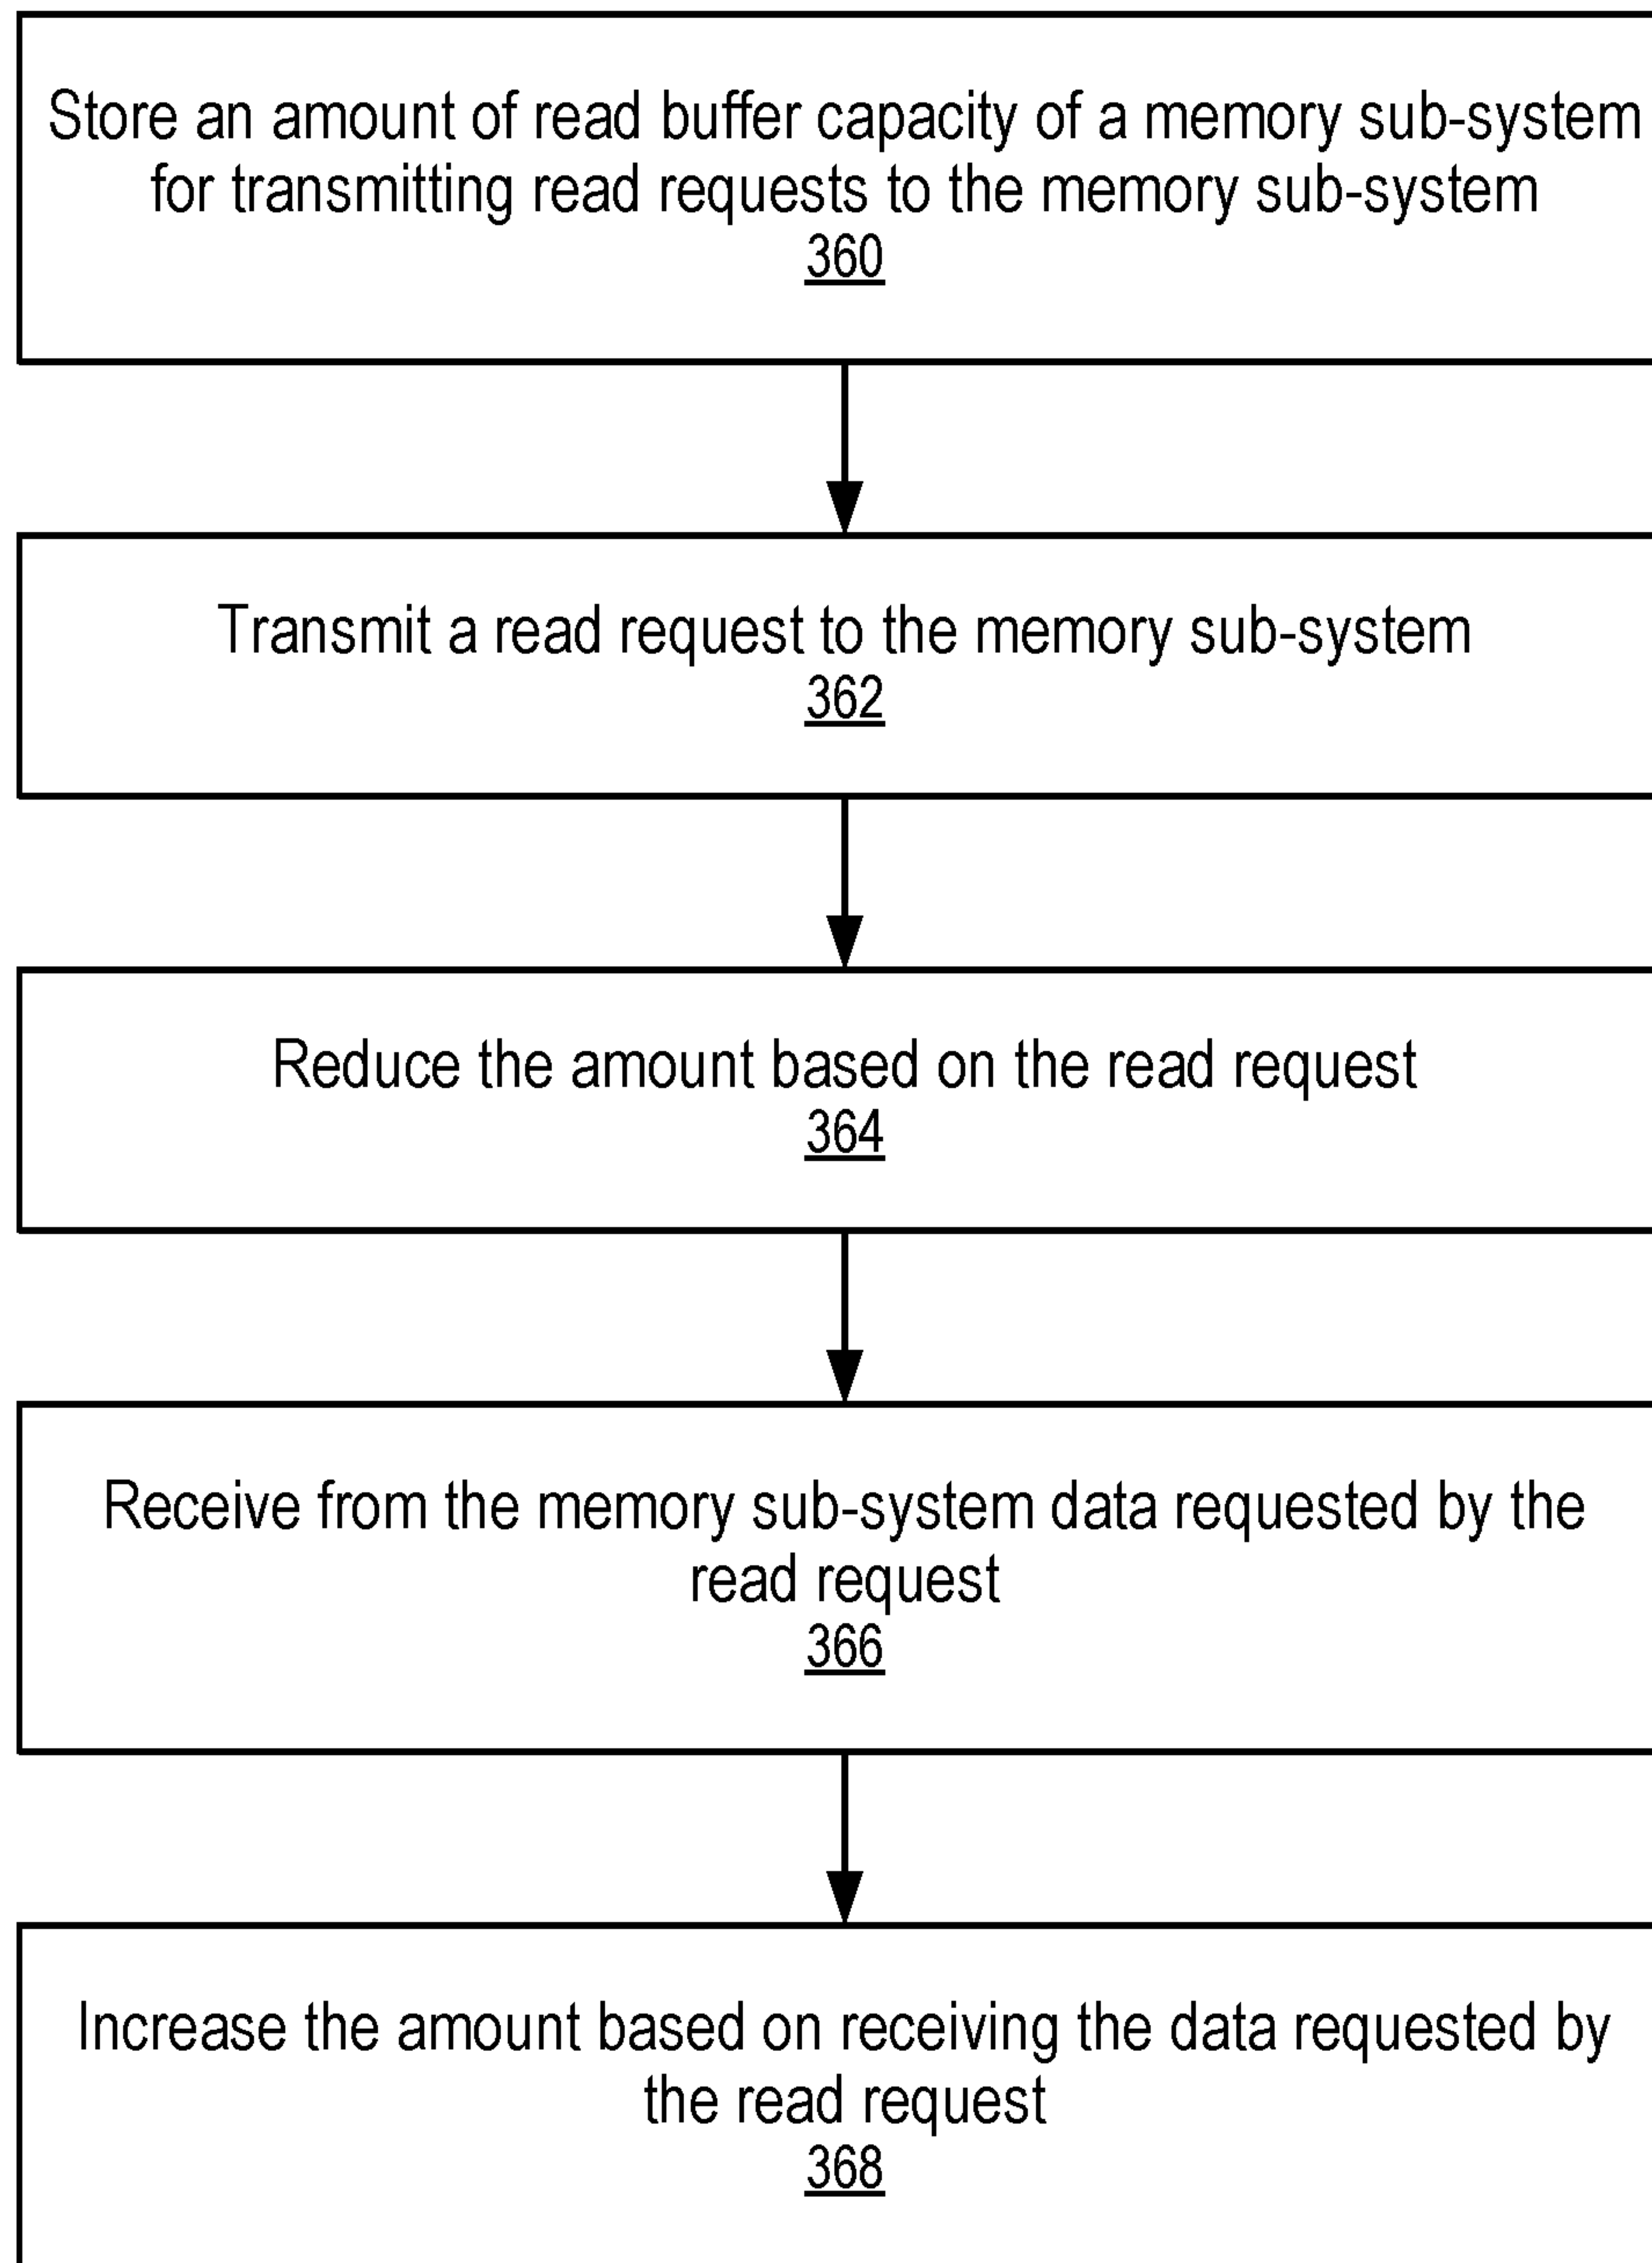 Store an amount of read buffer capacity of a memory sub-system
for transmitting read requests to the memory sub-system
360
Transmit a read request to the memory sub-system
362
Reduce the amount based on the read request
364
Receive from the memory sub-system data requested by the
read request
366
Increase the amount based on receiving the data requested by
the read request
368